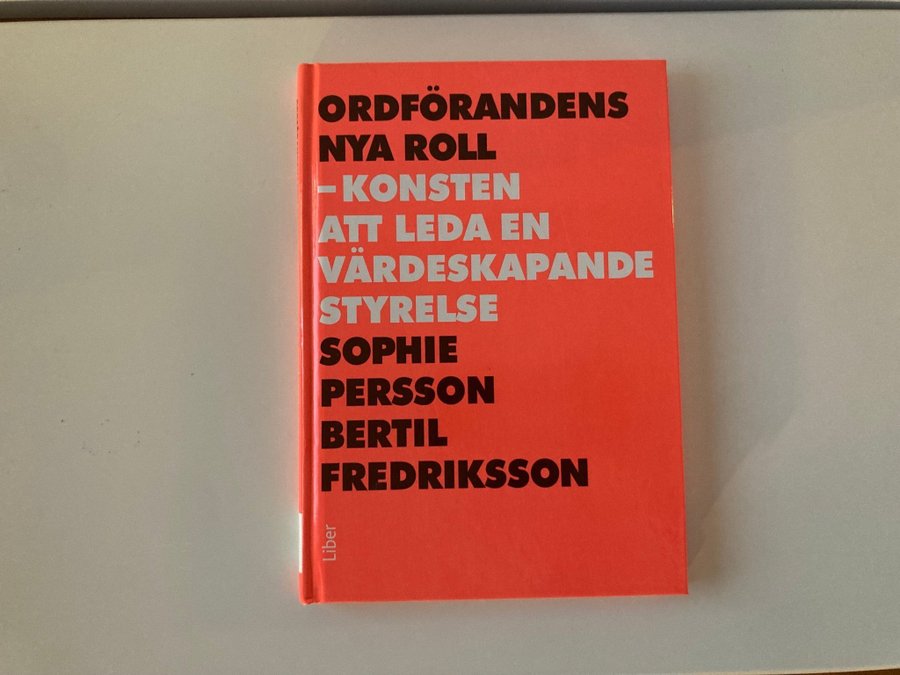 ORDFÖRANDENS
NYA ROLL
–KONSTEN
ATT LEDA EN
VÄRDESKAPANDE
STYRELSE
SOPHIE
PERSSON
BERTIL
FREDRIKSSON
Liber